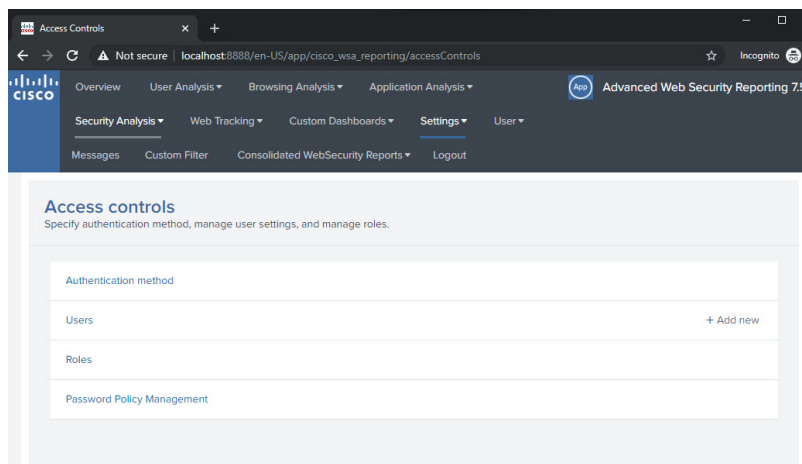 Access Controls
Not secure localhost:8888/en-US/app/cisco_wsa_reporting/accessControls Incognito
CISCO
Overview User Analysis Browsing Analysis Application Analysis App Advanced Web Security Reporting 7.5
Security Analysis Web Tracking Custom Dashboards Settings User
Messages Custom Filter Consolidated WebSecurity Reports Logout
Access controls
Specify authentication method, manage user settings, and manage roles.
Authentication method
Users + Add new
Roles
Password Policy Management